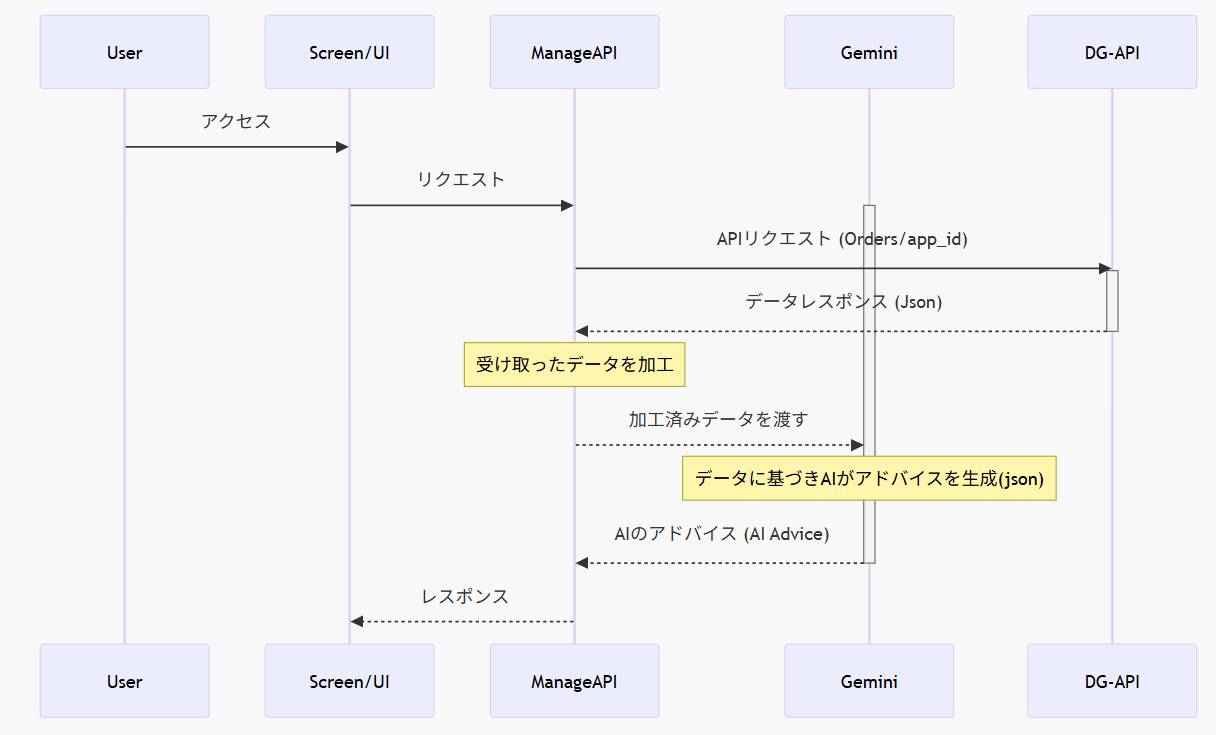 User
Screen/UI
ManageAPI
Gemini
DG-API
アクセス
リクエスト
APIリクエスト (Orders/app_id)
データレスポンス (Json)
受け取ったデータを加工
加工済みデータを渡す
データに基づきAIがアドバイスを生成(json)
AIのアドバイス (AI Advice)
レスポンス
User
Screen/UI
ManageAPI
Gemini
DG-API